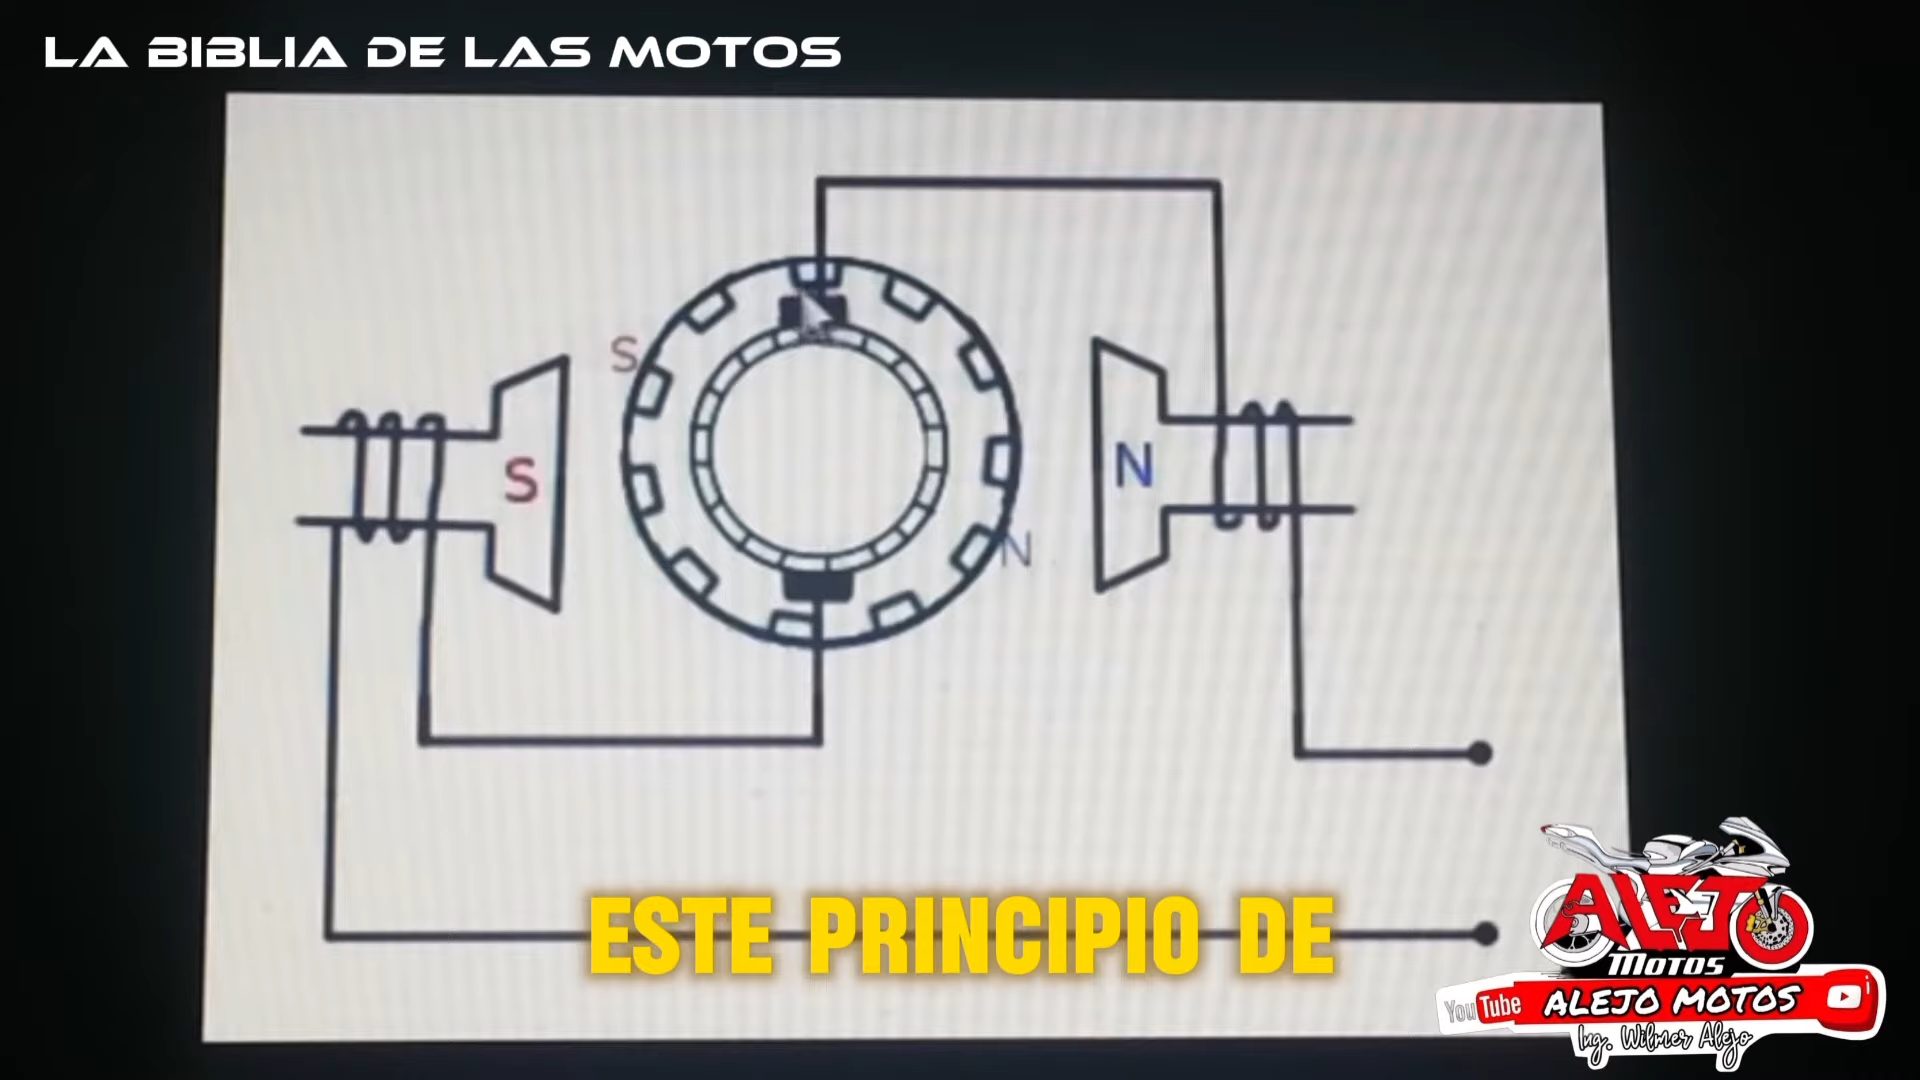 LA BIBLIA DE LAS MOTOS
S
S
N
N
ESTE PRINCIPIO DE
ALEJO
MOTOS
YouTube ALEJO MOTOS
Ing. Wilmer Alejo